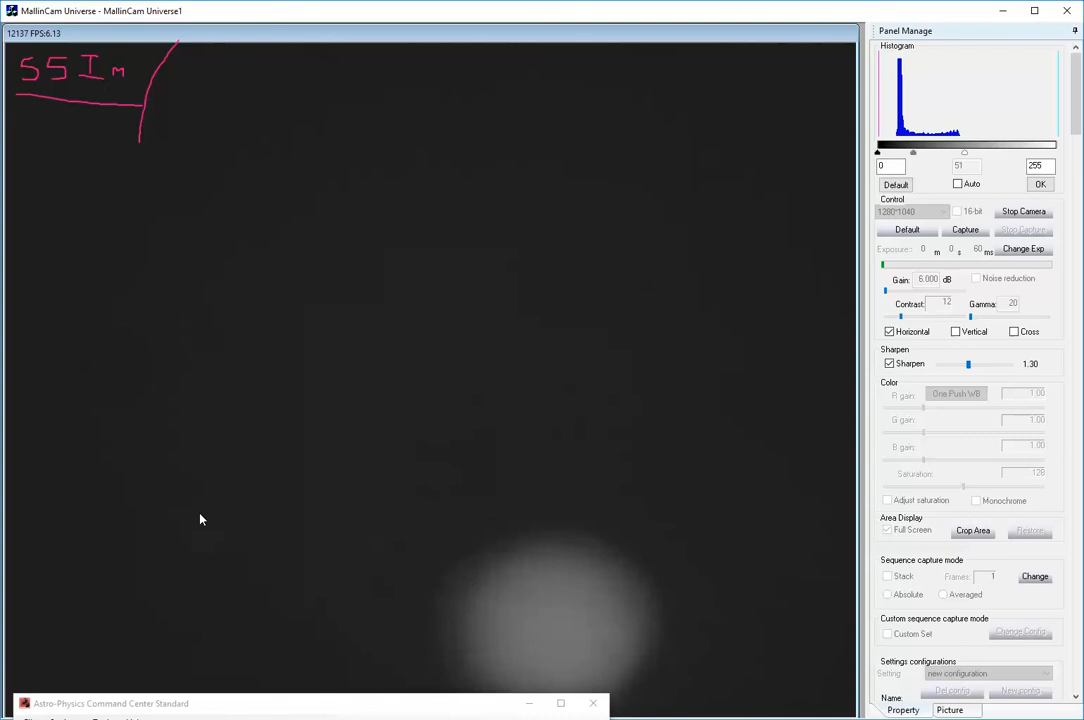 MallinCam Universe - MallinCam Universe1
12137 FPS:6.13
55 I m
Panel Manage
Histogram
0 51 255
Default Auto OK
Control
1280*1040 16-bit Stop Camera
Default Capture Stop Capture
Exposure: 0 m 0 s 60 ms Change Exp
Gain: 6.000 dB Noise reduction
Contrast: 12 Gamma: 20
Horizontal Vertical Cross
Sharpen
Sharpen 1.30
Color
R gain: One Push WB 1.00
G gain: 1.00
B gain: 1.00
Saturation: 128
Adjust saturation Monochrome
Area Display
Full Screen Crop Area Restore
Sequence capture mode
Stack Frames: 1 Change
Absolute Averaged
Custom sequence capture mode
Custom Set Change Config
Settings configurations
Setting new configuration
Name: Del config New config
Property Picture
Astro-Physics Command Center Standard